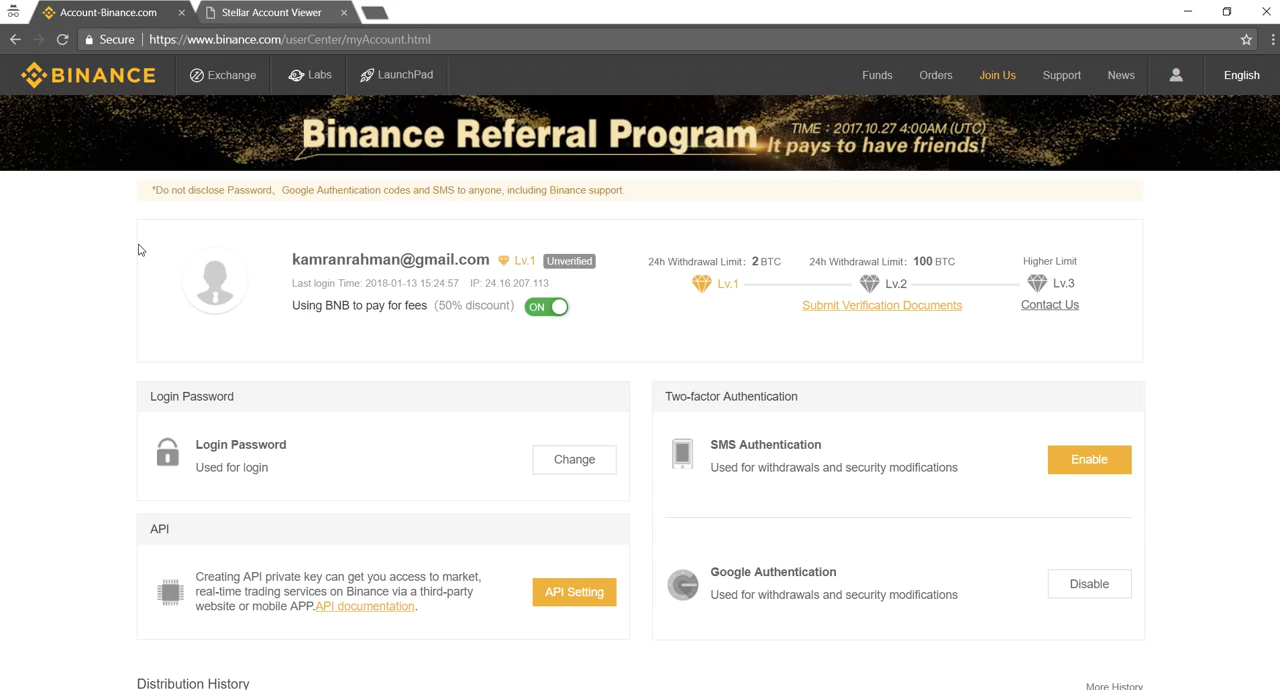 Account-Binance.com
Stellar Account Viewer
Secure
https://www.binance.com/userCenter/myAccount.html
BINANCE
Exchange
Labs
LaunchPad
Funds
Orders
Join Us
Support
News
English
Binance Referral Program
TIME : 2017.10.27 4:00AM (UTC)
It pays to have friends!
*Do not disclose Password、Google Authentication codes and SMS to anyone, including Binance support.
kamranrahman@gmail.com Lv.1 Unverified
Last login Time: 2018-01-13 15:24:57 IP: 24.16.207.113
Using BNB to pay for fees (50% discount) ON
24h Withdrawal Limit: 2 BTC
24h Withdrawal Limit: 100 BTC
Higher Limit
Lv.1
Lv.2
Lv.3
Submit Verification Documents
Contact Us
Login Password
Login Password
Used for login
Change
API
Creating API private key can get you access to market,
real-time trading services on Binance via a third-party
website or mobile APP.API documentation.
API Setting
Two-factor Authentication
SMS Authentication
Used for withdrawals and security modifications
Enable
Google Authentication
Used for withdrawals and security modifications
Disable
Distribution History
More History